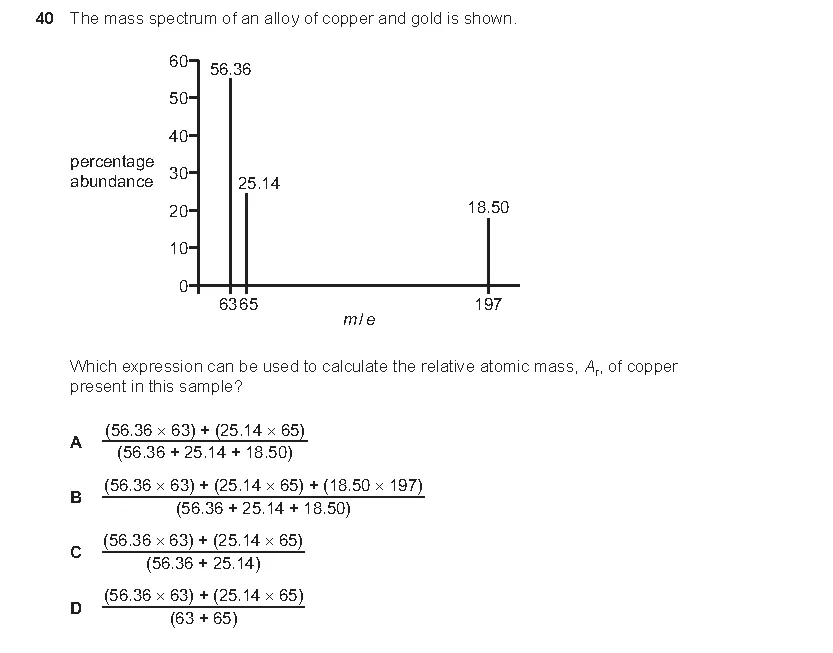 40 The mass spectrum of an alloy of copper and gold is shown.
60
56.36
50
40
percentage
abundance
30
25.14
20
18.50
10
0
63 65
197
m/e
Which expression can be used to calculate the relative atomic mass, Ar, of copper
present in this sample?
A
(56.36 × 63) + (25.14 × 65)
(56.36 + 25.14 + 18.50)
B
(56.36 × 63) + (25.14 × 65) + (18.50 × 197)
(56.36 + 25.14 + 18.50)
C
(56.36 × 63) + (25.14 × 65)
(56.36 + 25.14)
D
(56.36 × 63) + (25.14 × 65)
(63 + 65)